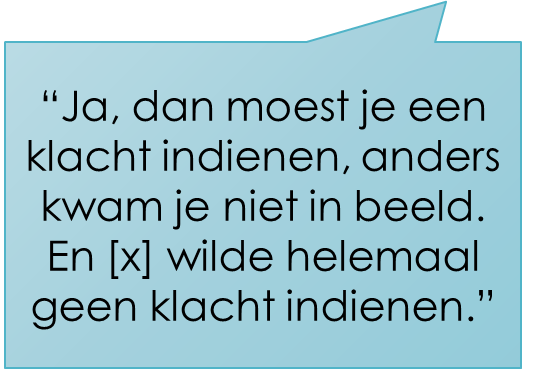 “Ja, dan moest je een
klacht indienen, anders
kwam je niet in beeld.
En [x] wilde helemaal
geen klacht indienen.”